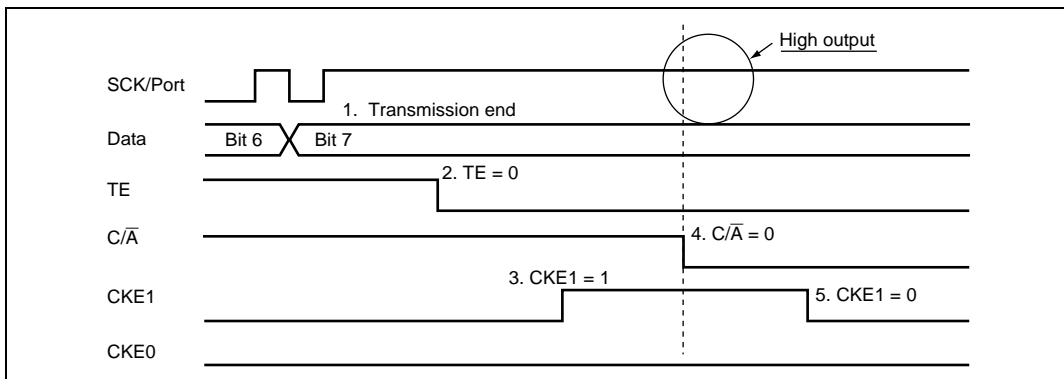 High output
SCK/Port
1. Transmission end
Data
Bit 6
Bit 7
2. TE = 0
TE
C/A̅
4. C/A̅ = 0
3. CKE1 = 1
CKE1
5. CKE1 = 0
CKE0